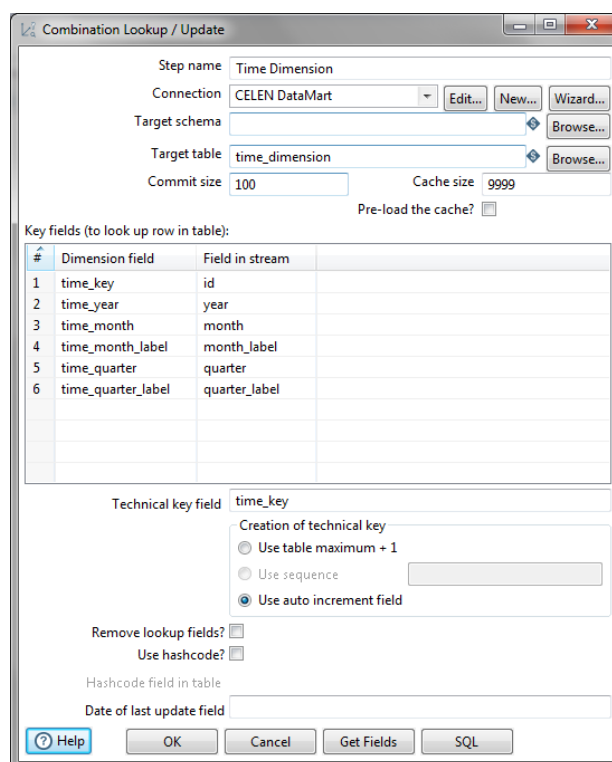 Combination Lookup / Update
Step name Time Dimension
Connection CELEN DataMart Edit... New... Wizard...
Target schema Browse...
Target table time_dimension Browse...
Commit size 100 Cache size 9999
Pre-load the cache?
Key fields (to look up row in table):
# Dimension field Field in stream
1 time_key id
2 time_year year
3 time_month month
4 time_month_label month_label
5 time_quarter quarter
6 time_quarter_label quarter_label
Technical key field time_key
Creation of technical key
Use table maximum + 1
Use sequence
Use auto increment field
Remove lookup fields?
Use hashcode?
Hashcode field in table
Date of last update field
Help OK Cancel Get Fields SQL